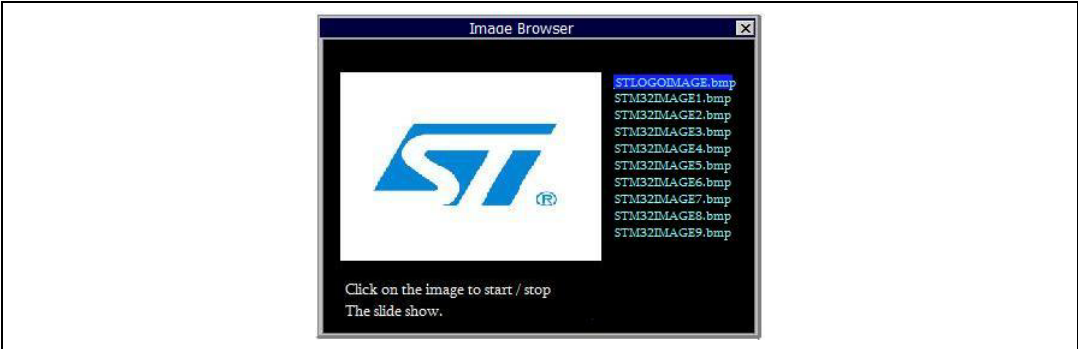 Image Browser
ST
®
STLOGOIMAGE.bmp
STM32IMAGE1.bmp
STM32IMAGE2.bmp
STM32IMAGE3.bmp
STM32IMAGE4.bmp
STM32IMAGE5.bmp
STM32IMAGE6.bmp
STM32IMAGE7.bmp
STM32IMAGE8.bmp
STM32IMAGE9.bmp
Click on the image to start / stop
The slide show.